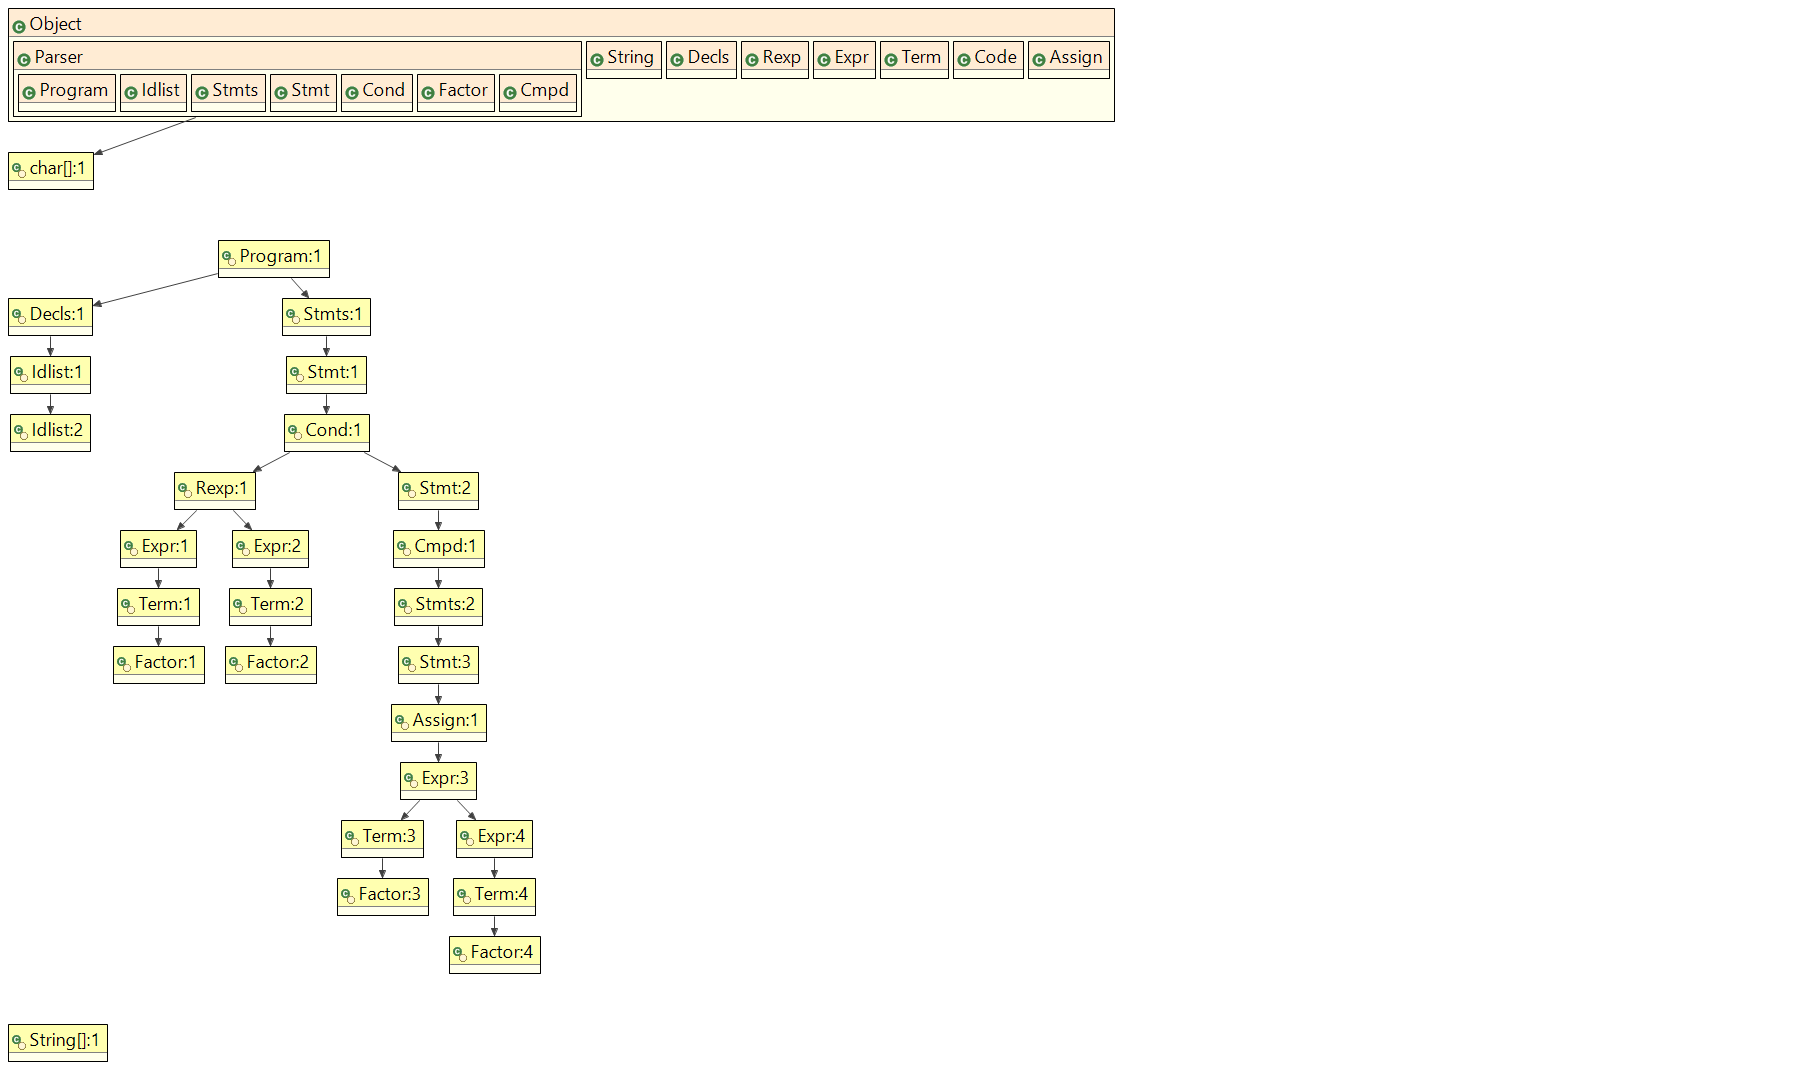 Object
Parser
String Decls Rexp Expr Term Code Assign
Program Idlist Stmts Stmt Cond Factor Cmpd
char[]:1
Program:1
Decls:1 Stmts:1
Idlist:1 Stmt:1
Idlist:2 Cond:1
Rexp:1 Stmt:2
Expr:1 Expr:2 Cmpd:1
Term:1 Term:2 Stmts:2
Factor:1 Factor:2 Stmt:3
Assign:1
Expr:3
Term:3 Expr:4
Factor:3 Term:4
Factor:4
String[]:1